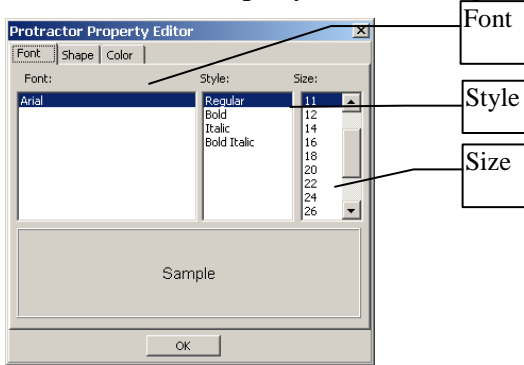 Protractor Property Editor
Font Shape Color
Font: Style: Size:
Arial
Regular
Bold
Italic
Bold Italic
11
12
14
16
18
20
22
24
26
Sample
OK
Font
Style
Size